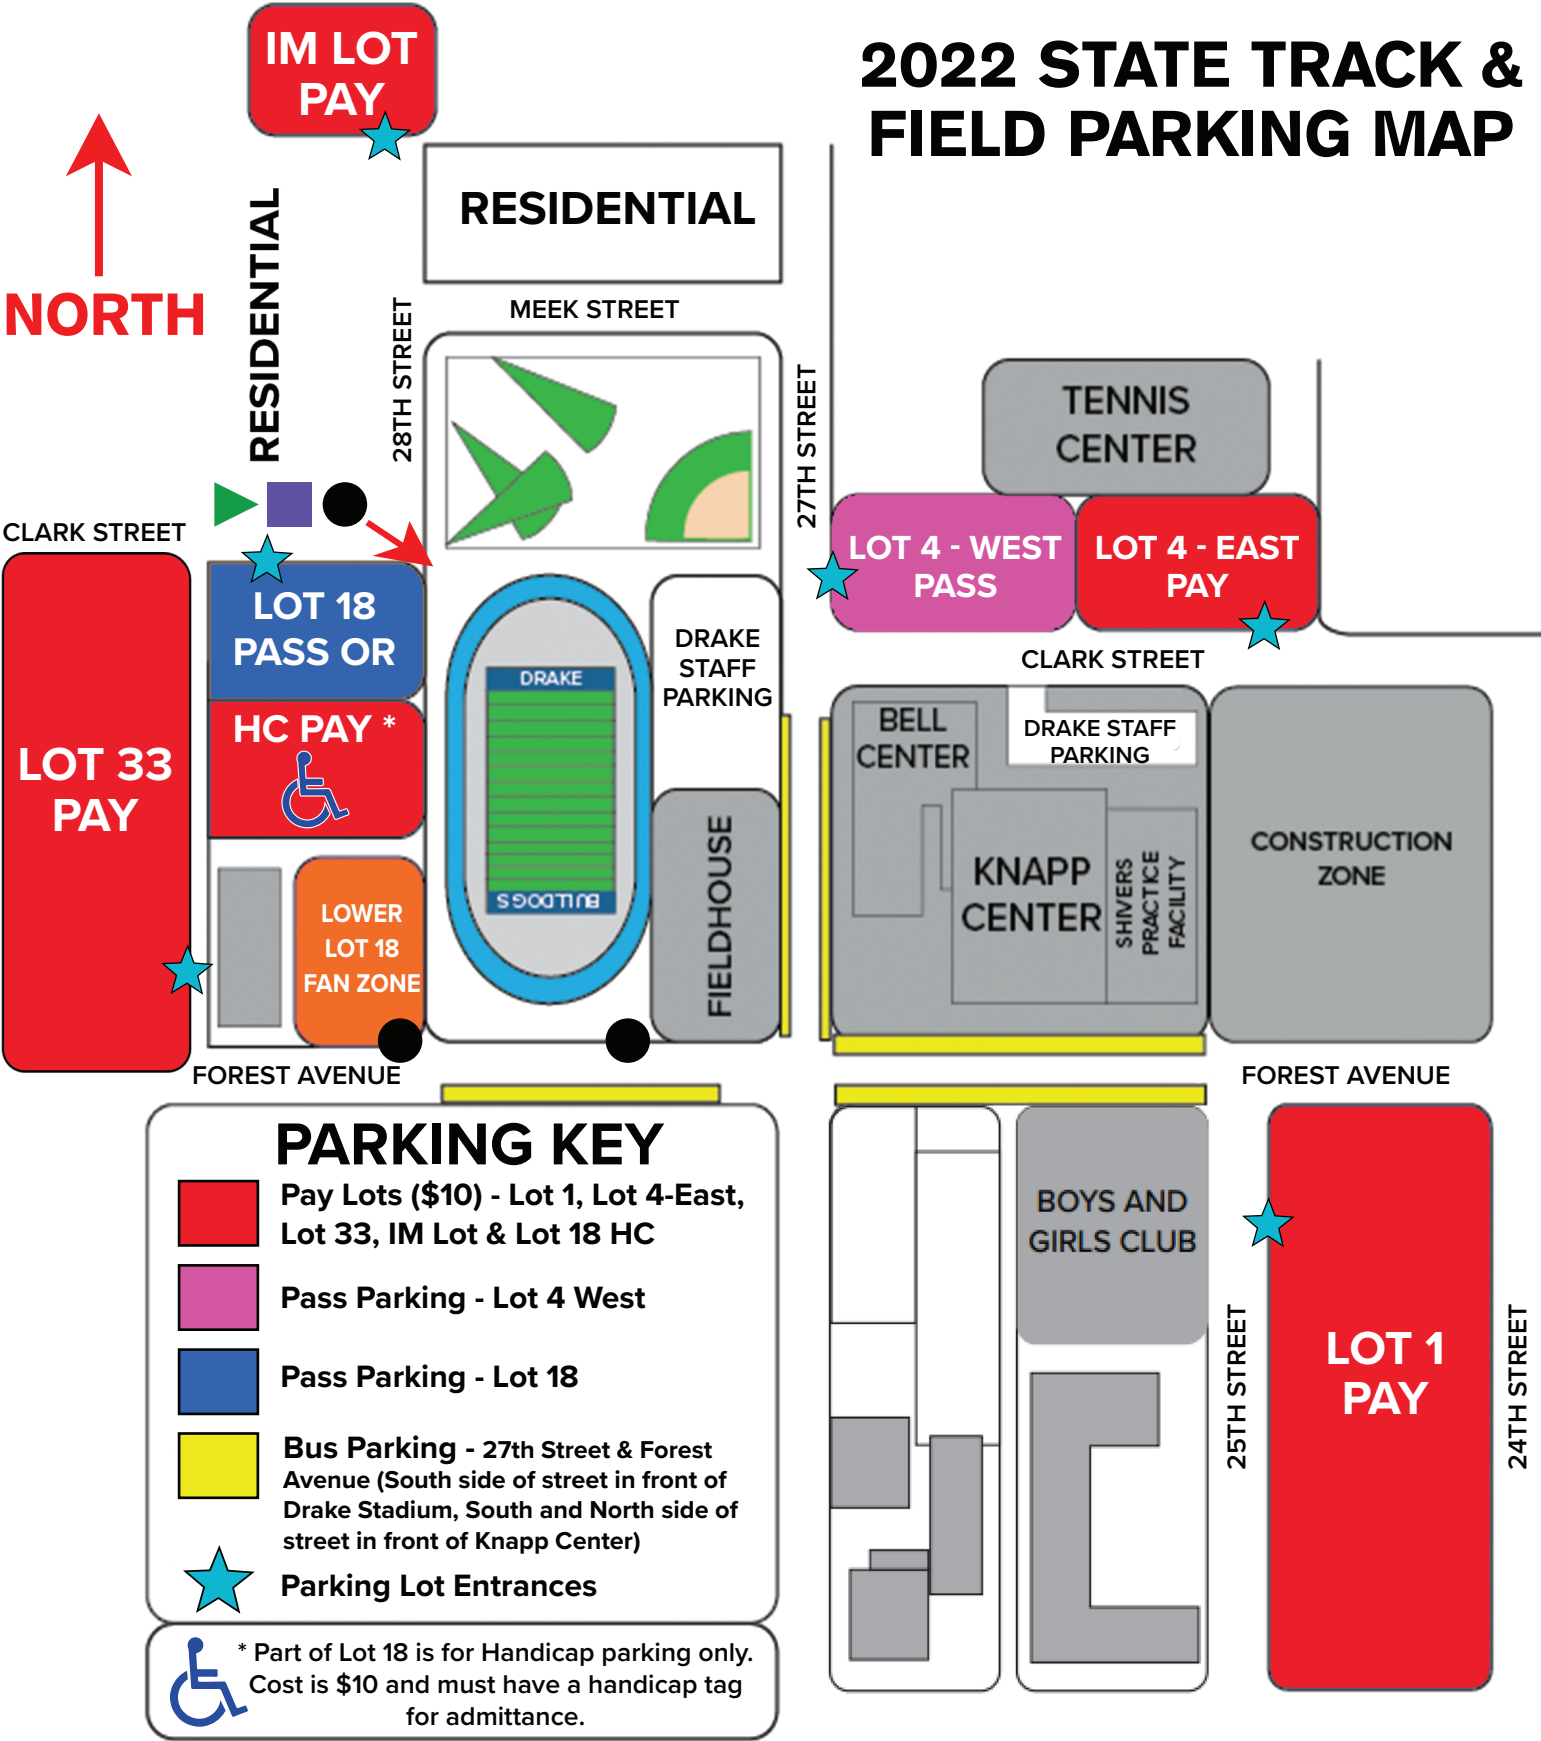 IM LOT
PAY
2022 STATE TRACK &
FIELD PARKING MAP
NORTH
RESIDENTIAL
RESIDENTIAL
MEEK STREET
28TH STREET
27TH STREET
TENNIS
CENTER
CLARK STREET
LOT 4 - WEST
PASS
LOT 4 - EAST
PAY
LOT 18
PASS OR
HC PAY *
LOT 33
PAY
DRAKE
STAFF
PARKING
DRAKE
BULLDOGS
CLARK STREET
BELL
CENTER
DRAKE STAFF
PARKING
KNAPP
CENTER
SHIVERS
PRACTICE
FACILITY
CONSTRUCTION
ZONE
FIELDHOUSE
LOWER
LOT 18
FAN ZONE
FOREST AVENUE
FOREST AVENUE
PARKING KEY
Pay Lots ($10) - Lot 1, Lot 4-East,
Lot 33, IM Lot & Lot 18 HC
Pass Parking - Lot 4 West
Pass Parking - Lot 18
Bus Parking - 27th Street & Forest
Avenue (South side of street in front of
Drake Stadium, South and North side of
street in front of Knapp Center)
Parking Lot Entrances
* Part of Lot 18 is for Handicap parking only.
Cost is $10 and must have a handicap tag
for admittance.
BOYS AND
GIRLS CLUB
25TH STREET
LOT 1
PAY
24TH STREET